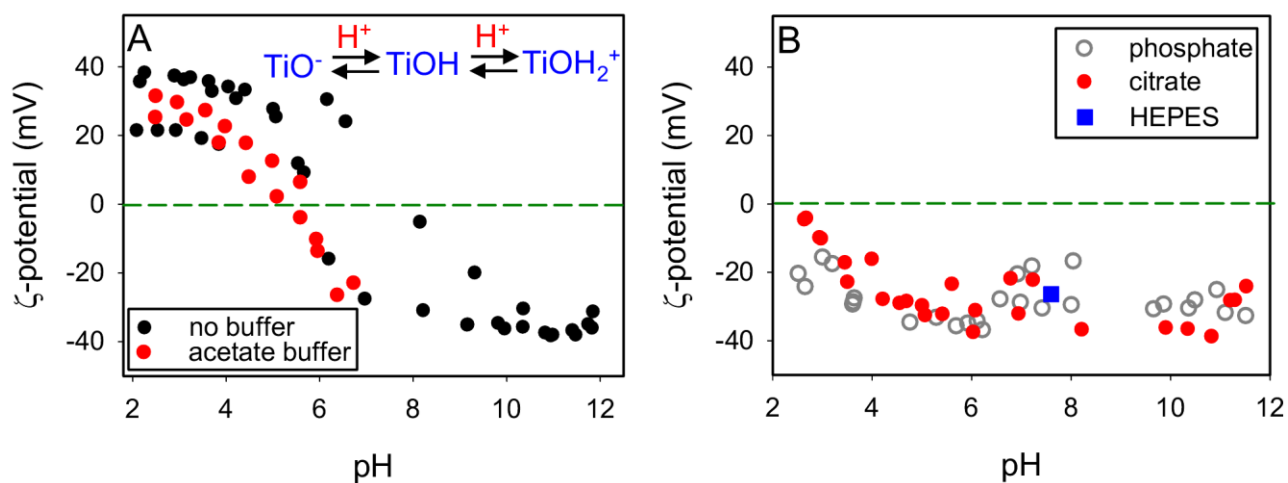 A
H+ H+
TiO- TiOH TiOH2+
ζ-potential (mV)
40
20
0
-20
-40
no buffer
acetate buffer
2 4 6 8 10 12
pH
B
phosphate
citrate
HEPES
ζ-potential (mV)
40
20
0
-20
-40
2 4 6 8 10 12
pH